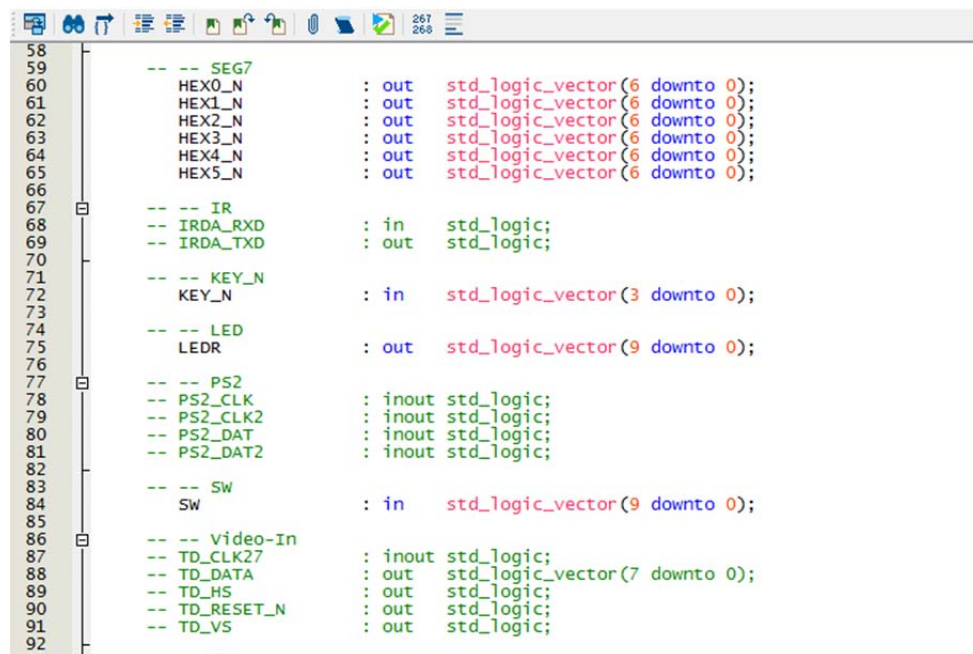 267
268
58
59 -- -- SEG7
60 HEX0_N : out std_logic_vector(6 downto 0);
61 HEX1_N : out std_logic_vector(6 downto 0);
62 HEX2_N : out std_logic_vector(6 downto 0);
63 HEX3_N : out std_logic_vector(6 downto 0);
64 HEX4_N : out std_logic_vector(6 downto 0);
65 HEX5_N : out std_logic_vector(6 downto 0);
66
67 -- -- IR
68 -- IRDA_RXD : in std_logic;
69 -- IRDA_TXD : out std_logic;
70
71 -- -- KEY_N
72 KEY_N : in std_logic_vector(3 downto 0);
73
74 -- -- LED
75 LEDR : out std_logic_vector(9 downto 0);
76
77 -- -- PS2
78 -- PS2_CLK : inout std_logic;
79 -- PS2_CLK2 : inout std_logic;
80 -- PS2_DAT : inout std_logic;
81 -- PS2_DAT2 : inout std_logic;
82
83 -- -- SW
84 SW : in std_logic_vector(9 downto 0);
85
86 -- -- Video-In
87 -- TD_CLK27 : inout std_logic;
88 -- TD_DATA : out std_logic_vector(7 downto 0);
89 -- TD_HS : out std_logic;
90 -- TD_RESET_N : out std_logic;
91 -- TD_VS : out std_logic;
92